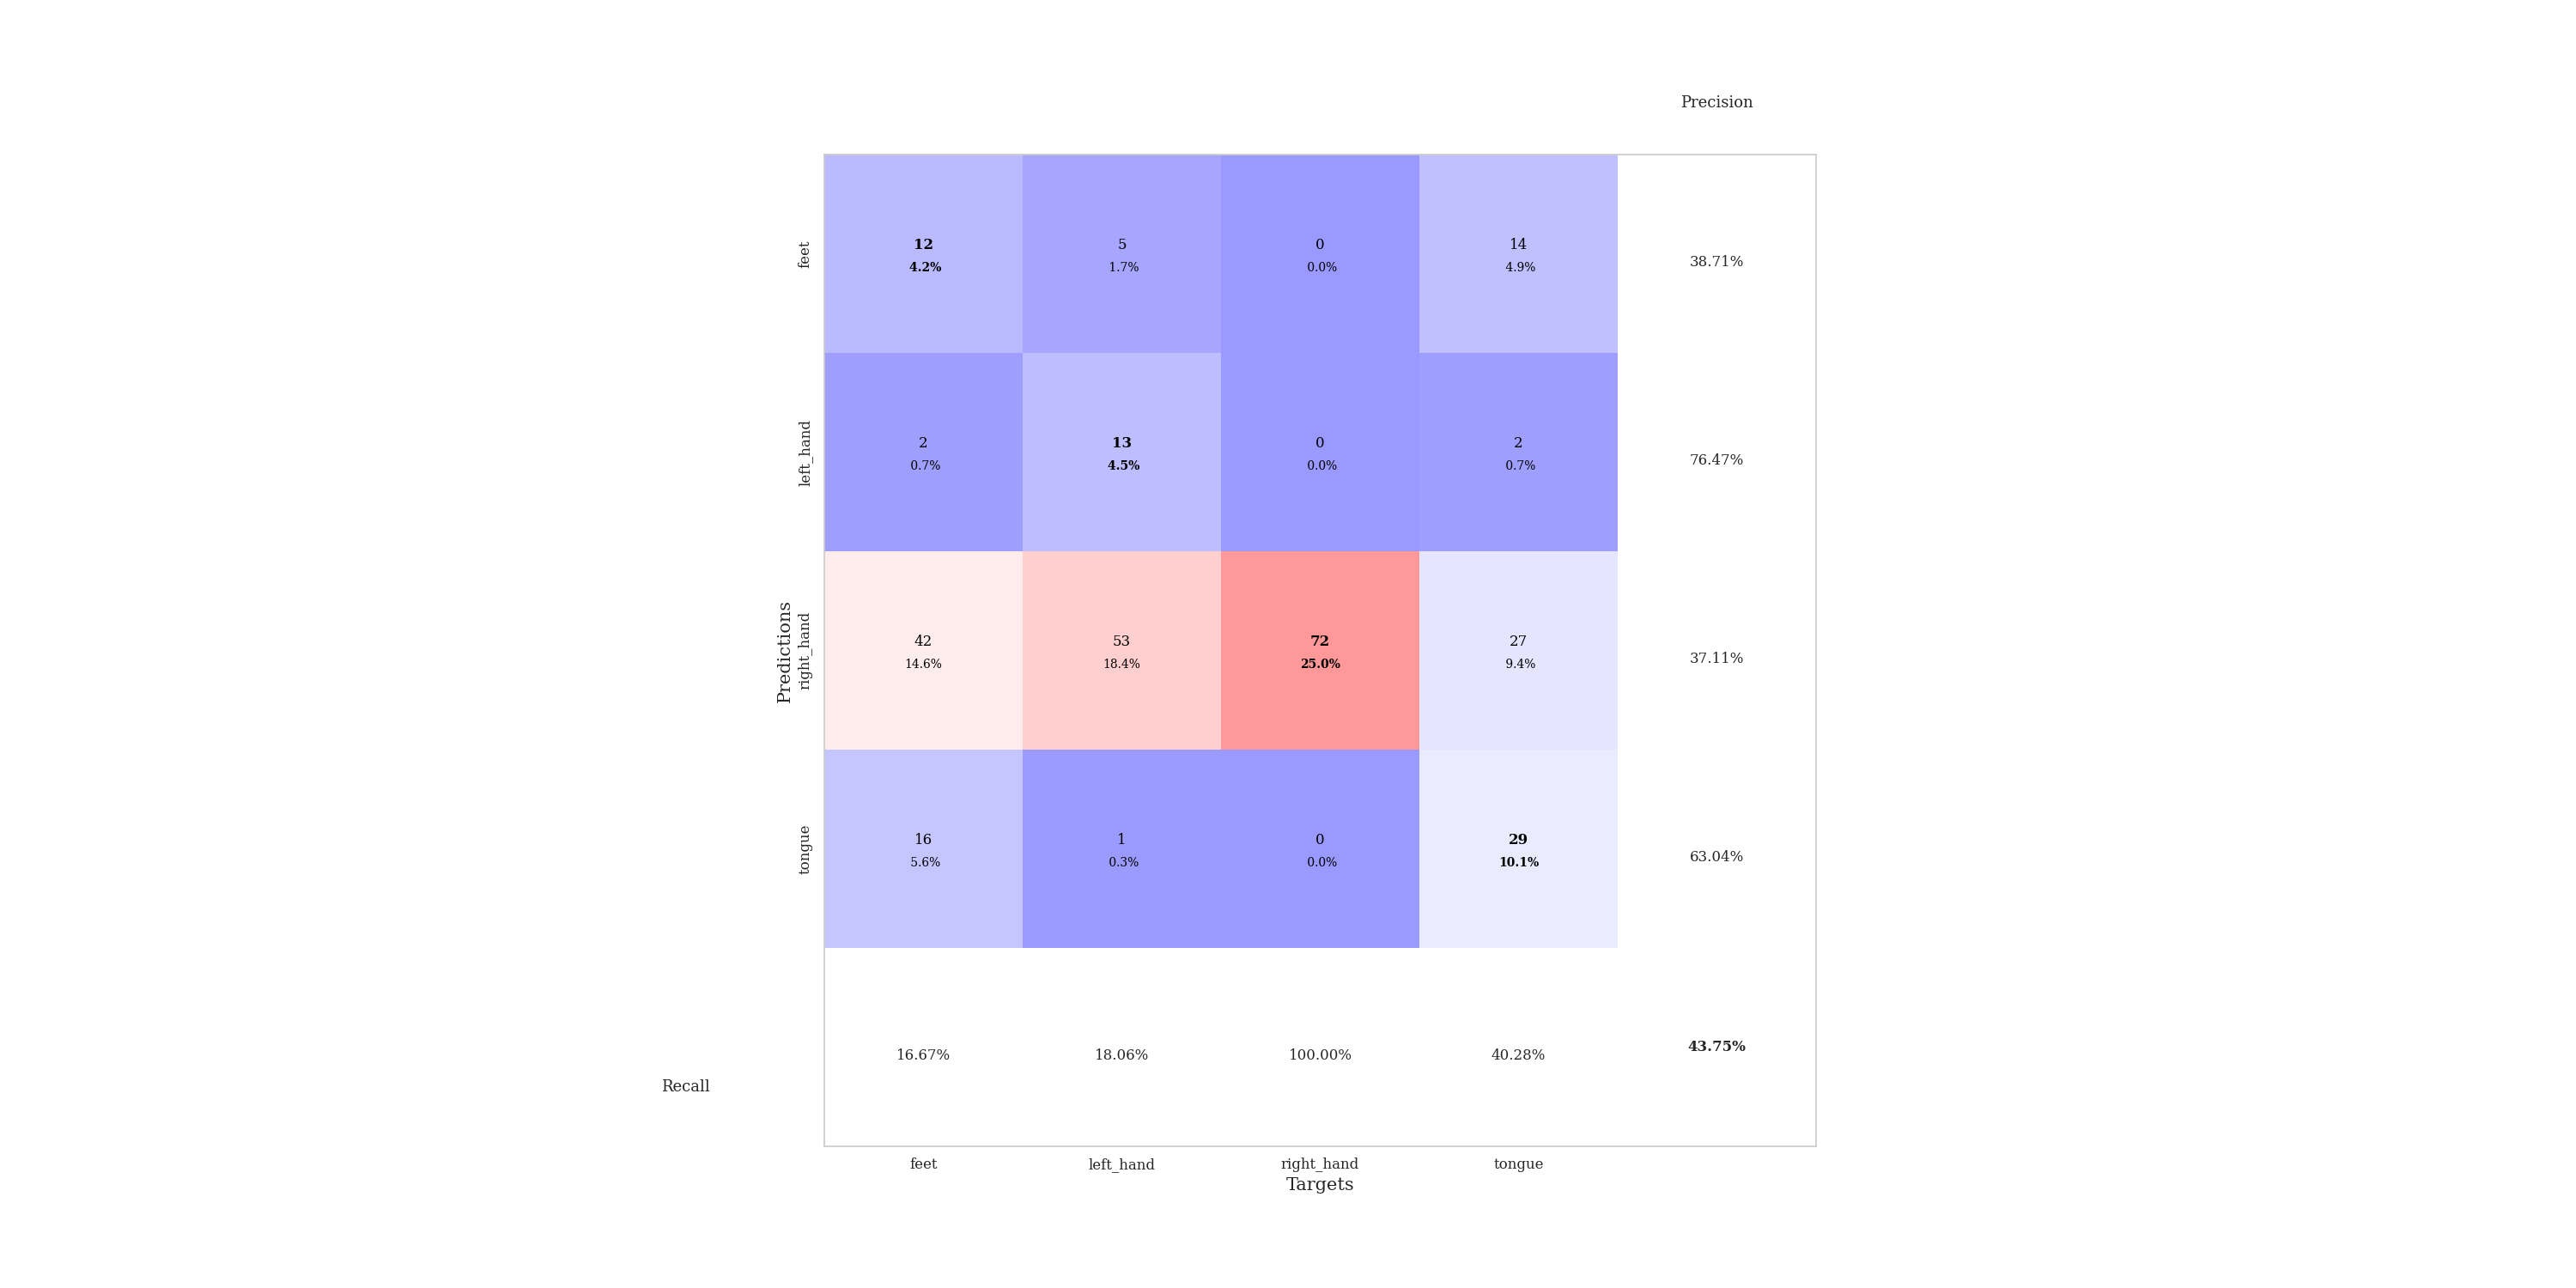 Precision
feet
12 5 0 14
4.2% 1.7% 0.0% 4.9%
38.71%
left_hand
2 13 0 2
0.7% 4.5% 0.0% 0.7%
76.47%
Predictions
right_hand
42 53 72 27
14.6% 18.4% 25.0% 9.4%
37.11%
tongue
16 1 0 29
5.6% 0.3% 0.0% 10.1%
63.04%
16.67% 18.06% 100.00% 40.28% 43.75%
Recall
feet left_hand right_hand tongue
Targets